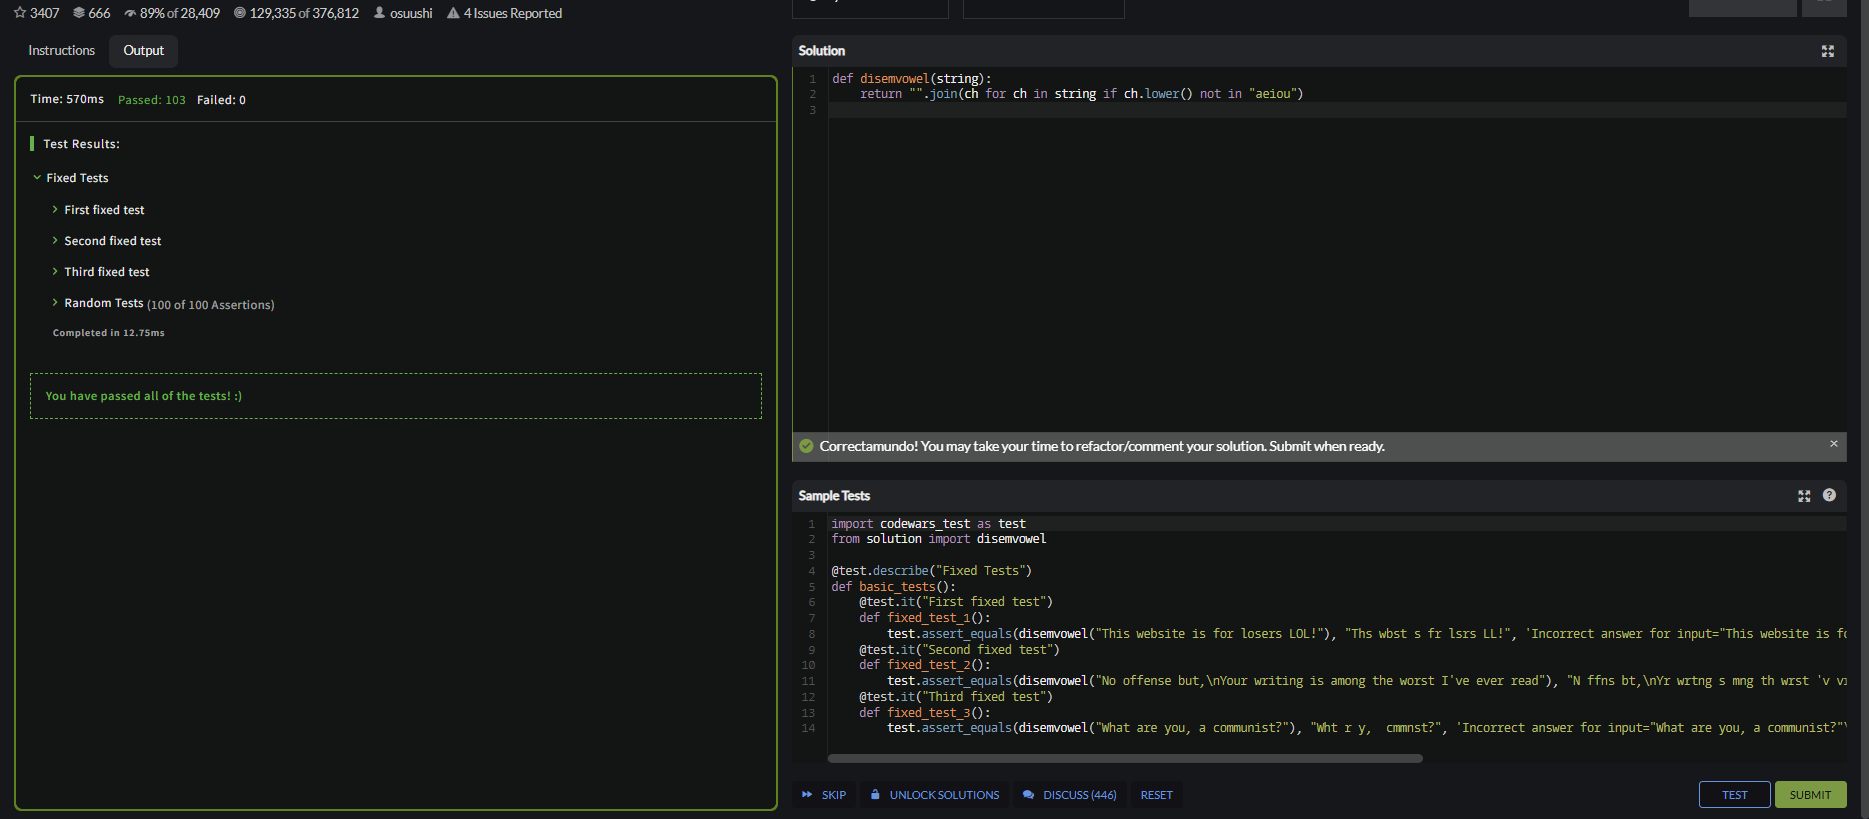 3407 666 89% of 28,409 129,335 of 376,812 osuushi 4 Issues Reported
Instructions Output
Time: 570ms Passed: 103 Failed: 0
Test Results:
Fixed Tests
First fixed test
Second fixed test
Third fixed test
Random Tests (100 of 100 Assertions)
Completed in 12.75ms
You have passed all of the tests! :)
Solution
1 def disemvowel(string):
2     return "".join(ch for ch in string if ch.lower() not in "aeiou")
3
Correctamundo! You may take your time to refactor/comment your solution. Submit when ready.
Sample Tests
1 import codewars_test as test
2 from solution import disemvowel
3
4 @test.describe("Fixed Tests")
5 def basic_tests():
6     @test.it("First fixed test")
7     def fixed_test_1():
8         test.assert_equals(disemvowel("This website is for losers LOL!"), "Ths wbst s fr lsrs LL!", 'Incorrect answer for input="This website is fo
9     @test.it("Second fixed test")
10     def fixed_test_2():
11         test.assert_equals(disemvowel("No offense but,\nYour writing is among the worst I've ever read"), "N ffns bt,\nYr wrtng s mng th wrst 'v vr
12     @test.it("Third fixed test")
13     def fixed_test_3():
14         test.assert_equals(disemvowel("What are you, a communist?"), "Wht r y,  cmmnst?", 'Incorrect answer for input="What are you, a communist?"\
SKIP UNLOCK SOLUTIONS DISCUSS (446) RESET TEST SUBMIT